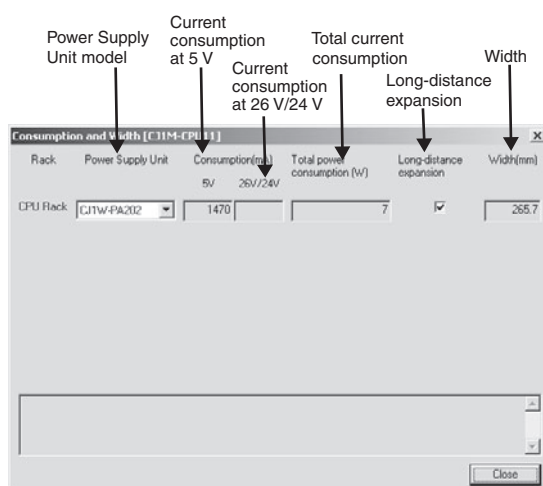 Power Supply
Unit model
Current
consumption
at 5 V
Current
consumption
at 26 V/24 V
Total current
consumption
Long-distance
expansion
Width
Consumption and Width [CJ1M-CPU11]
Rack
Power Supply Unit
Consumption(mA)
5V 26V/24V
Total power
consumption (W)
Long-distance
expansion
Width(mm)
CPU Rack CJ1W-PA202 1470 7 265.7
Close